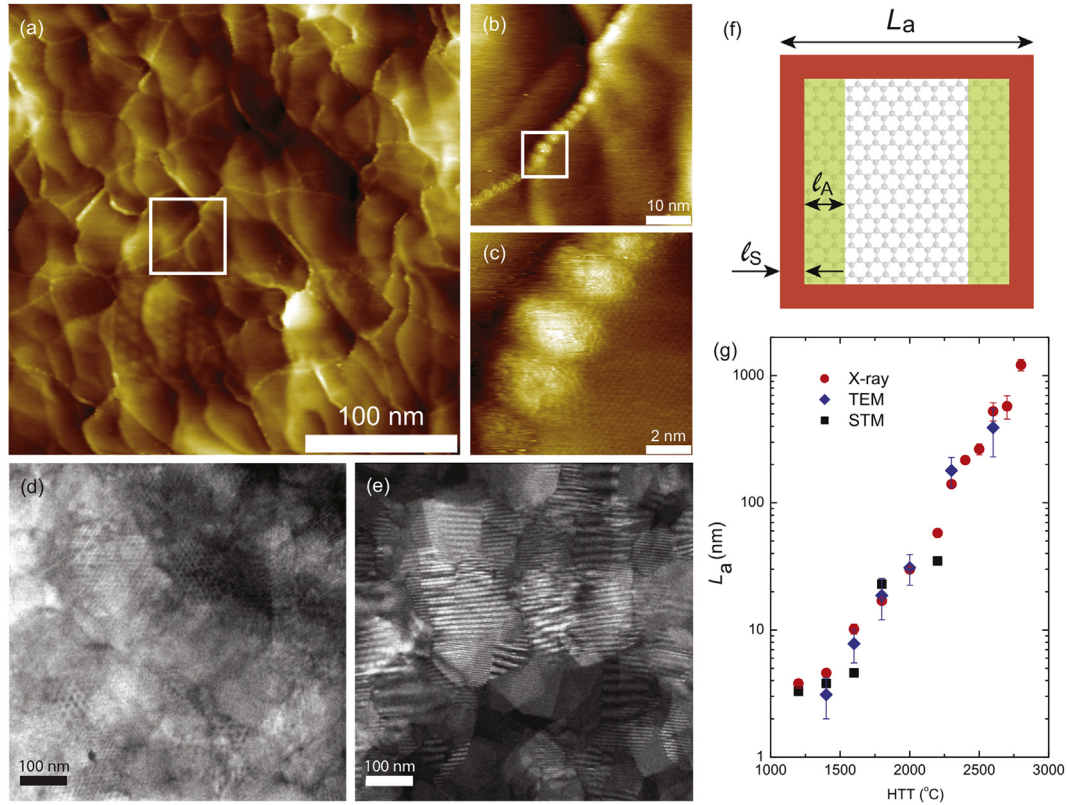 (a)
100 nm
(b)
10 nm
(c)
2 nm
(d)
100 nm
(e)
100 nm
(f)
La
ℓA
ℓS
(g)
X-ray
TEM
STM
1000
100
10
1
La (nm)
1000 1500 2000 2500 3000
HTT (°C)